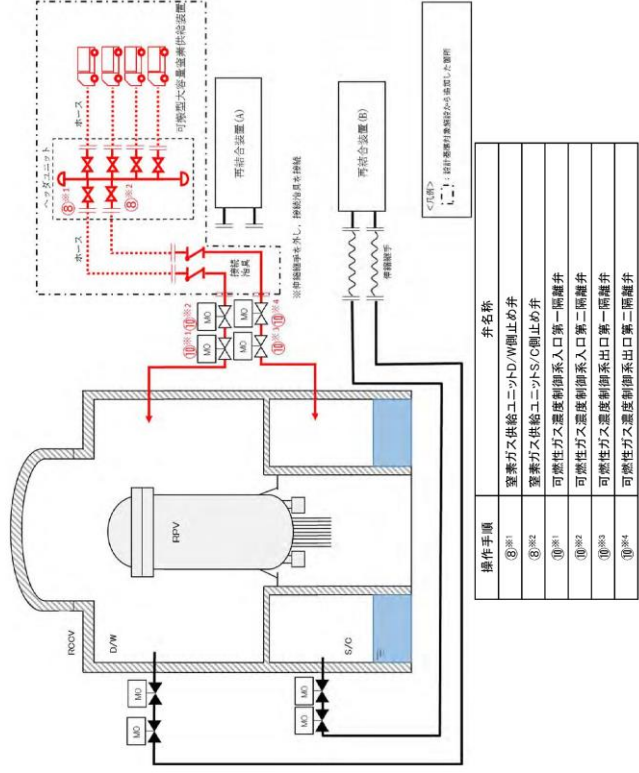 可搬型大容量窒素供給装置
ホース
ヘッダユニット
⑧※1
⑧※2
ホース
接続
治具
再結合装置(A)
※伸縮継手を外し、接続治具を接続
MO
MO
MO
MO
⑩※1
⑩※2
⑩※3
⑩※4
再結合装置(B)
伸縮継手
<凡例>
：設計基準対象施設から追加した箇所
RCCV
D/W
RPV
S/C
MO
MO
MO
MO
操作手順 弁名称
⑧※1 窒素ガス供給ユニットD/W側止め弁
⑧※2 窒素ガス供給ユニットS/C側止め弁
⑩※1 可燃性ガス濃度制御系入口第一隔離弁
⑩※2 可燃性ガス濃度制御系入口第二隔離弁
⑩※3 可燃性ガス濃度制御系出口第一隔離弁
⑩※4 可燃性ガス濃度制御系出口第二隔離弁